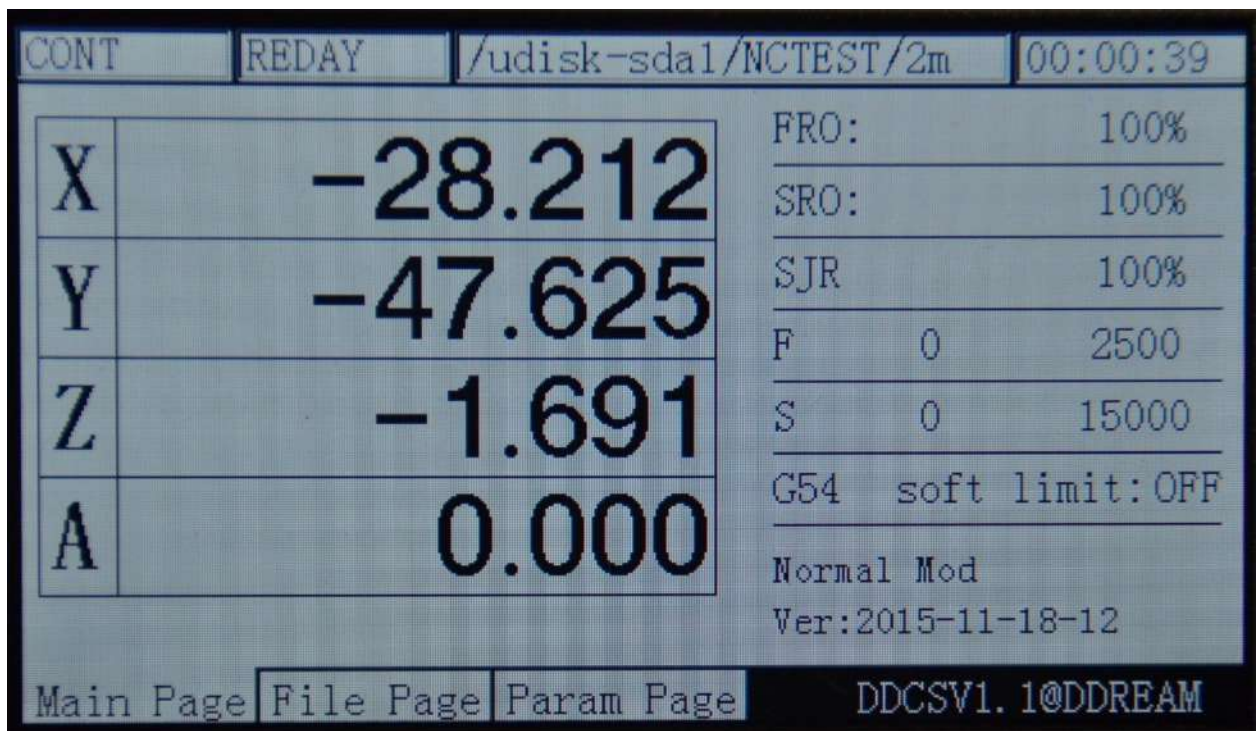 CONT REDAY /udisk-sda1/NCTEST/2m 00:00:39
X -28.212
Y -47.625
Z -1.691
A 0.000
FRO: 100%
SRO: 100%
SJR 100%
F 0 2500
S 0 15000
G54 soft limit:OFF
Normal Mod
Ver:2015-11-18-12
Main Page File Page Param Page DDCSV1.1@DDREAM